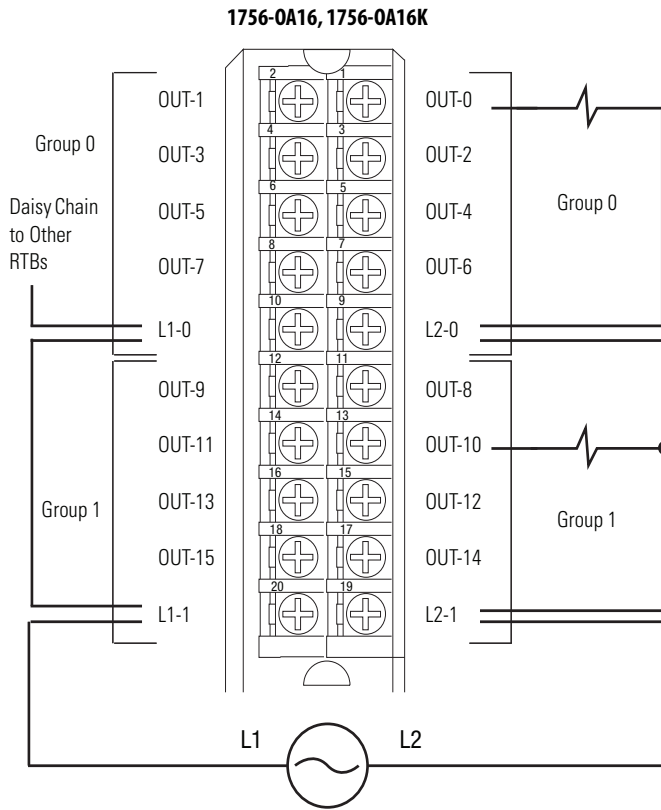 1756-OA16, 1756-OA16K
2 1
OUT-1 OUT-0
4 3
Group 0 OUT-3 OUT-2
6 5
Daisy Chain
to Other
RTBs
OUT-5 OUT-4 Group 0
8 7
OUT-7 OUT-6
10 9
L1-0 L2-0
12 11
OUT-9 OUT-8
14 13
OUT-11 OUT-10
16 15
Group 1 OUT-13 OUT-12 Group 1
18 17
OUT-15 OUT-14
20 19
L1-1 L2-1
L1 L2